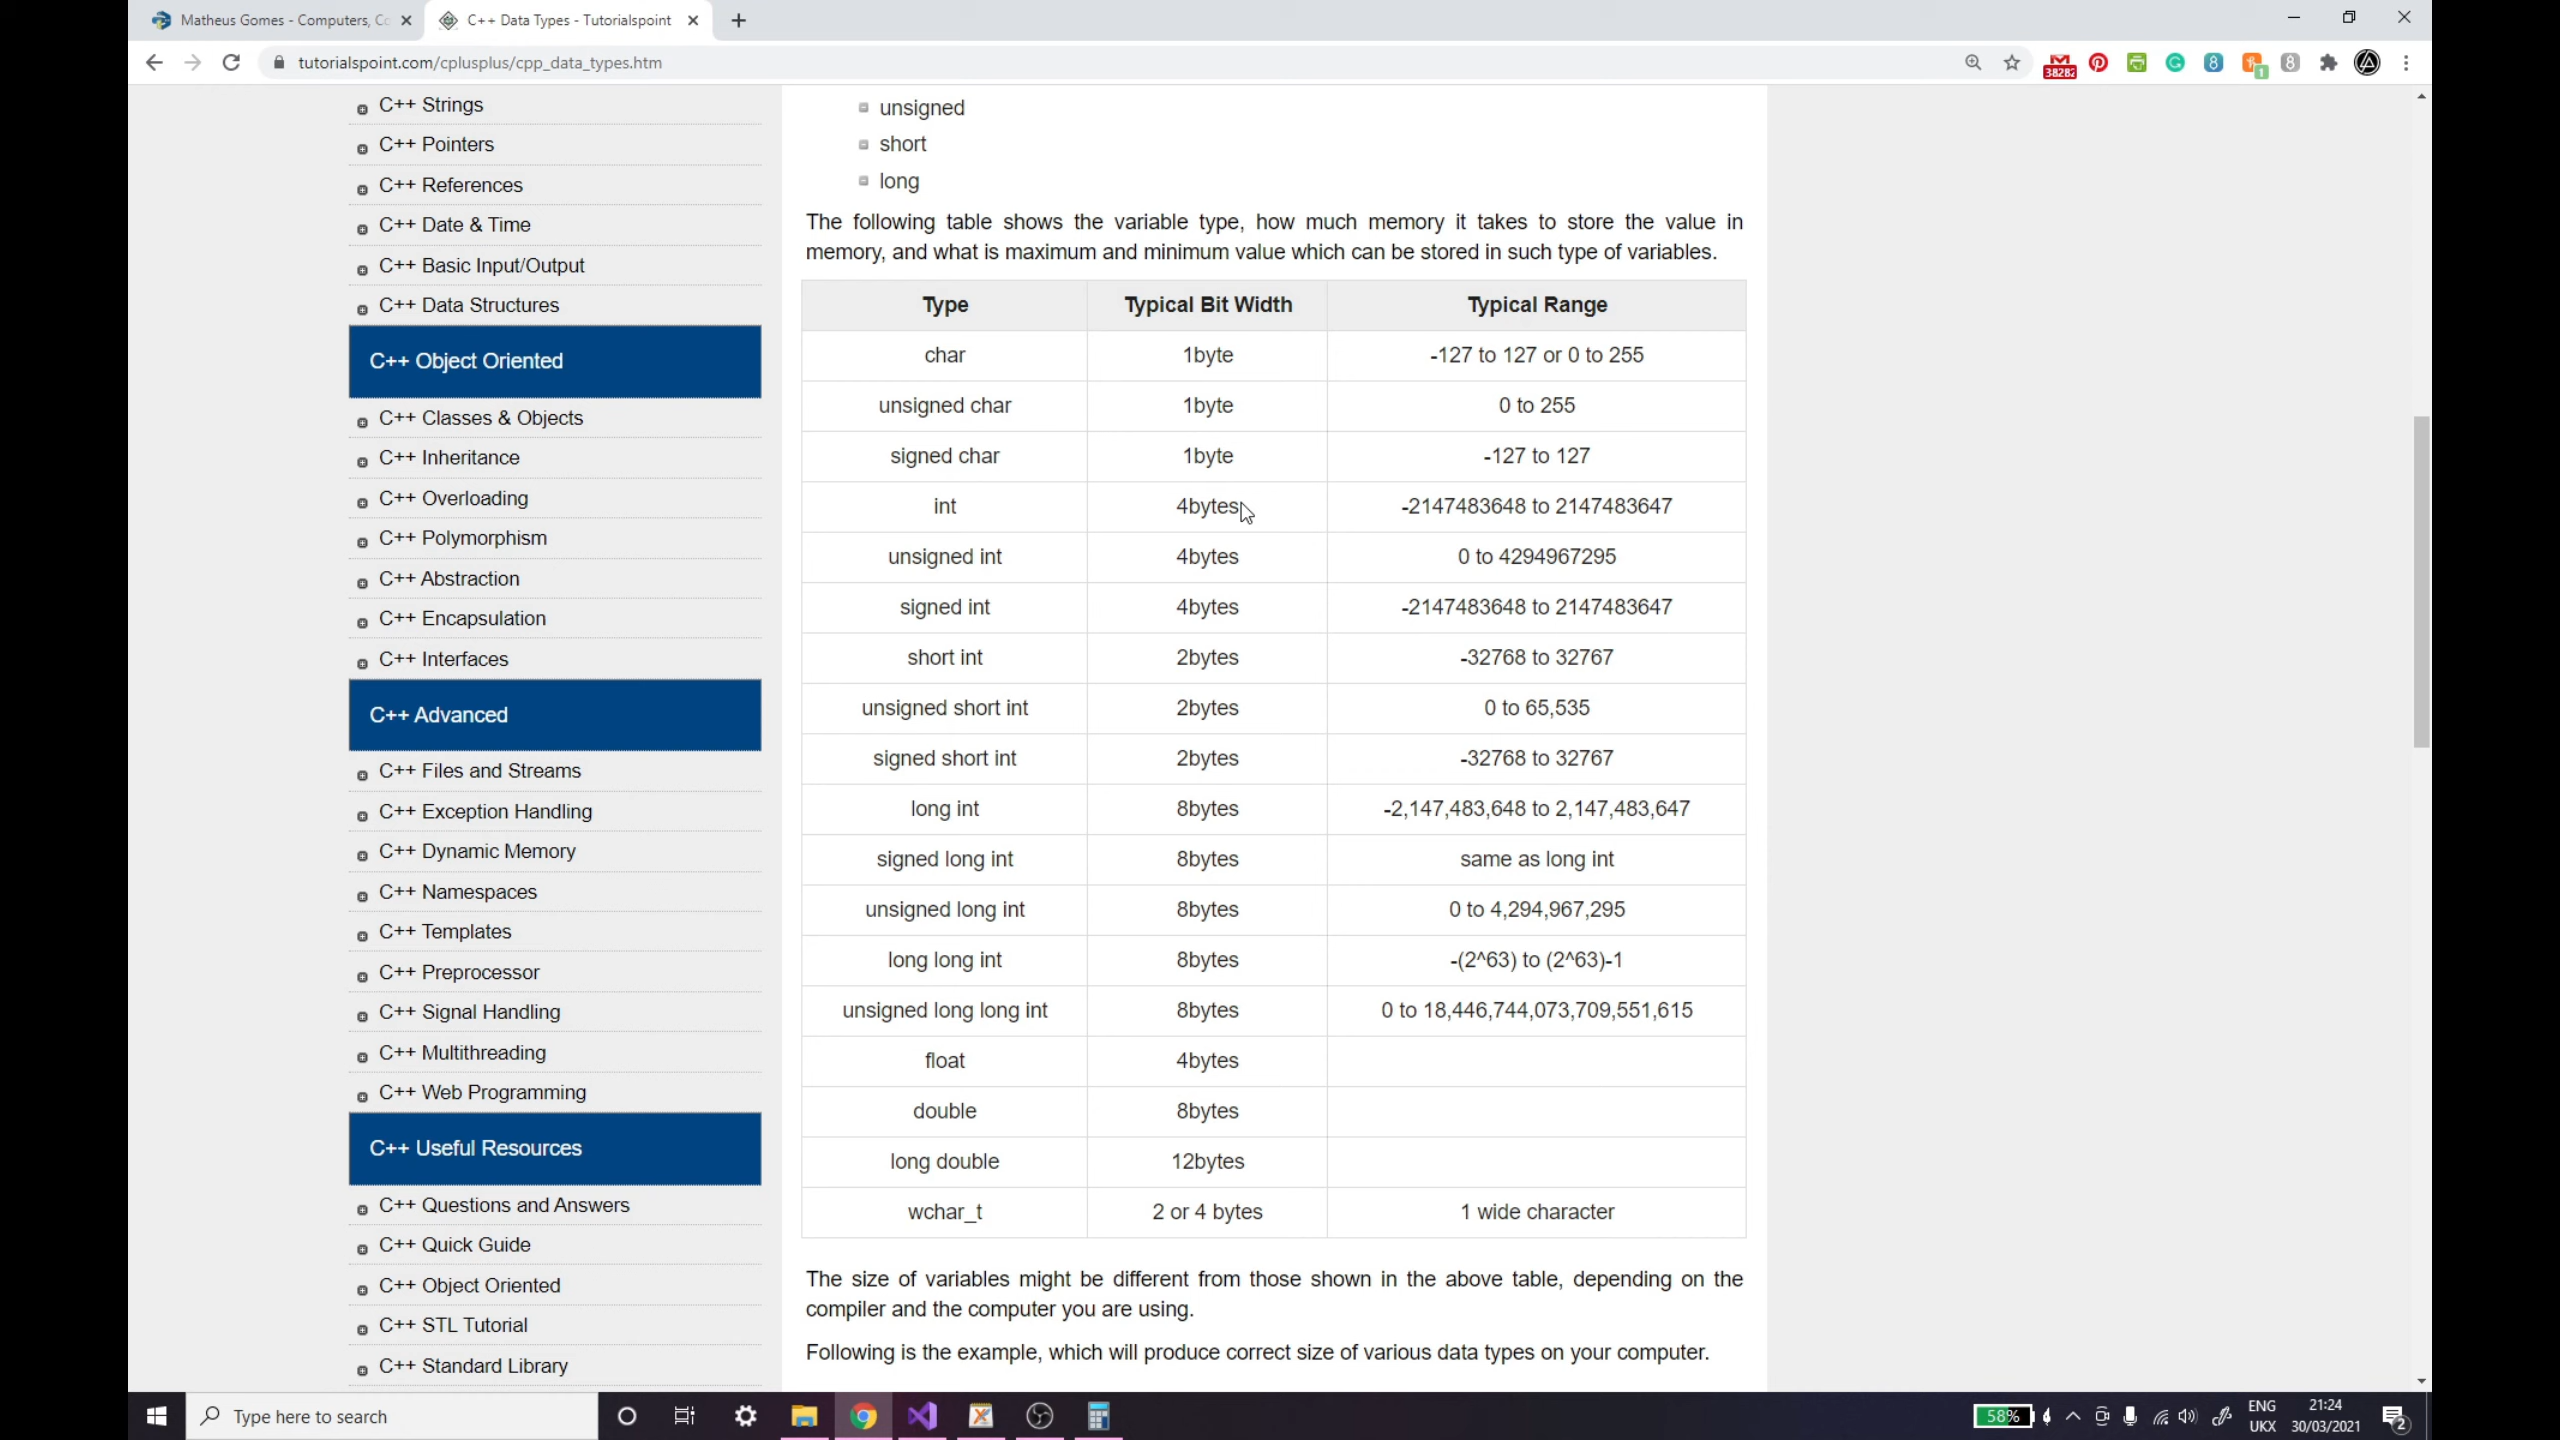 Matheus Gomes - Computers, Co
C++ Data Types - Tutorialspoint
tutorialspoint.com/cplusplus/cpp_data_types.htm
38282
8
1
8
C++ Strings
C++ Pointers
C++ References
C++ Date & Time
C++ Basic Input/Output
C++ Data Structures
C++ Object Oriented
C++ Classes & Objects
C++ Inheritance
C++ Overloading
C++ Polymorphism
C++ Abstraction
C++ Encapsulation
C++ Interfaces
C++ Advanced
C++ Files and Streams
C++ Exception Handling
C++ Dynamic Memory
C++ Namespaces
C++ Templates
C++ Preprocessor
C++ Signal Handling
C++ Multithreading
C++ Web Programming
C++ Useful Resources
C++ Questions and Answers
C++ Quick Guide
C++ Object Oriented
C++ STL Tutorial
C++ Standard Library
unsigned
short
long
The following table shows the variable type, how much memory it takes to store the value in
memory, and what is maximum and minimum value which can be stored in such type of variables.
Type Typical Bit Width Typical Range
char 1byte -127 to 127 or 0 to 255
unsigned char 1byte 0 to 255
signed char 1byte -127 to 127
int 4bytes -2147483648 to 2147483647
unsigned int 4bytes 0 to 4294967295
signed int 4bytes -2147483648 to 2147483647
short int 2bytes -32768 to 32767
unsigned short int 2bytes 0 to 65,535
signed short int 2bytes -32768 to 32767
long int 8bytes -2,147,483,648 to 2,147,483,647
signed long int 8bytes same as long int
unsigned long int 8bytes 0 to 4,294,967,295
long long int 8bytes -(2^63) to (2^63)-1
unsigned long long int 8bytes 0 to 18,446,744,073,709,551,615
float 4bytes
double 8bytes
long double 12bytes
wchar_t 2 or 4 bytes 1 wide character
The size of variables might be different from those shown in the above table, depending on the
compiler and the computer you are using.
Following is the example, which will produce correct size of various data types on your computer.
Type here to search
58%
ENG
UKX
21:24
30/03/2021
2